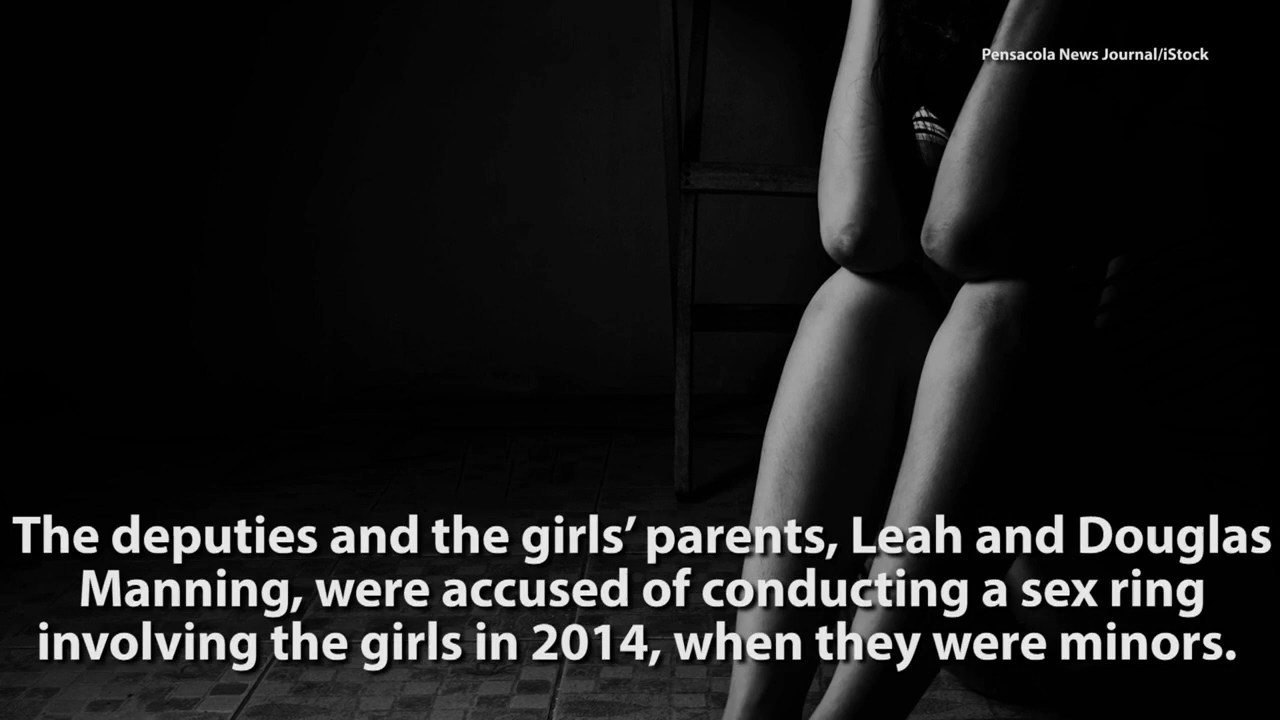 Pensacola News Journal/iStock
The deputies and the girls’ parents, Leah and Douglas
Manning, were accused of conducting a sex ring
involving the girls in 2014, when they were minors.